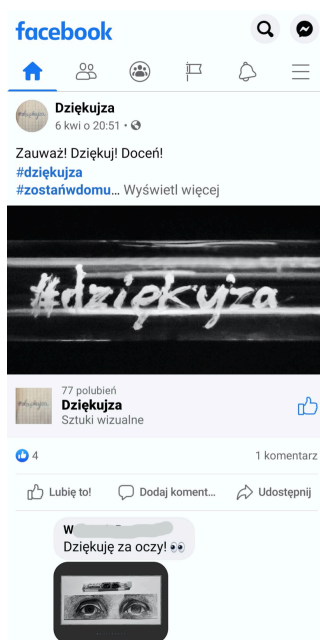 facebook
Dziękujza
6 kwi o 20:51 •
Zauważ! Dziękuj! Doceń!
#dziękujza
#zostańwdomu... Wyświetl więcej
#dziękujza
77 polubień
Dziękujza
Sztuki wizualne
4
1 komentarz
Lubię to!
Dodaj koment...
Udostępnij
W
Dziękuję za oczy! 👀